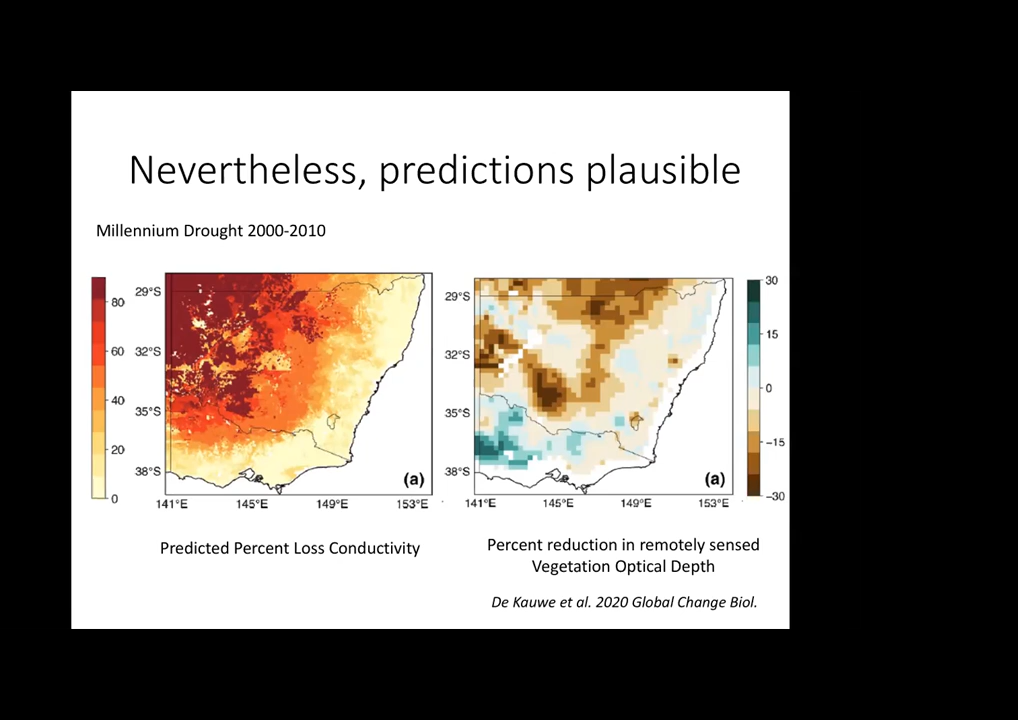 Nevertheless, predictions plausible
Millennium Drought 2000-2010
80
60
40
20
0
29°S
32°S
35°S
38°S
141°E
145°E
149°E
153°E
(a)
29°S
32°S
35°S
38°S
141°E
145°E
149°E
153°E
(a)
30
15
0
−15
−30
Predicted Percent Loss Conductivity
Percent reduction in remotely sensed
Vegetation Optical Depth
De Kauwe et al. 2020 Global Change Biol.